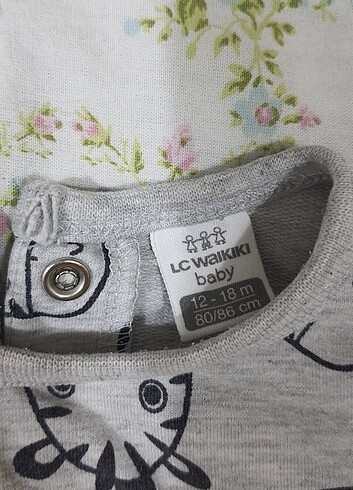 LC WAIKIKI
baby
12 - 18 m
80/86 cm